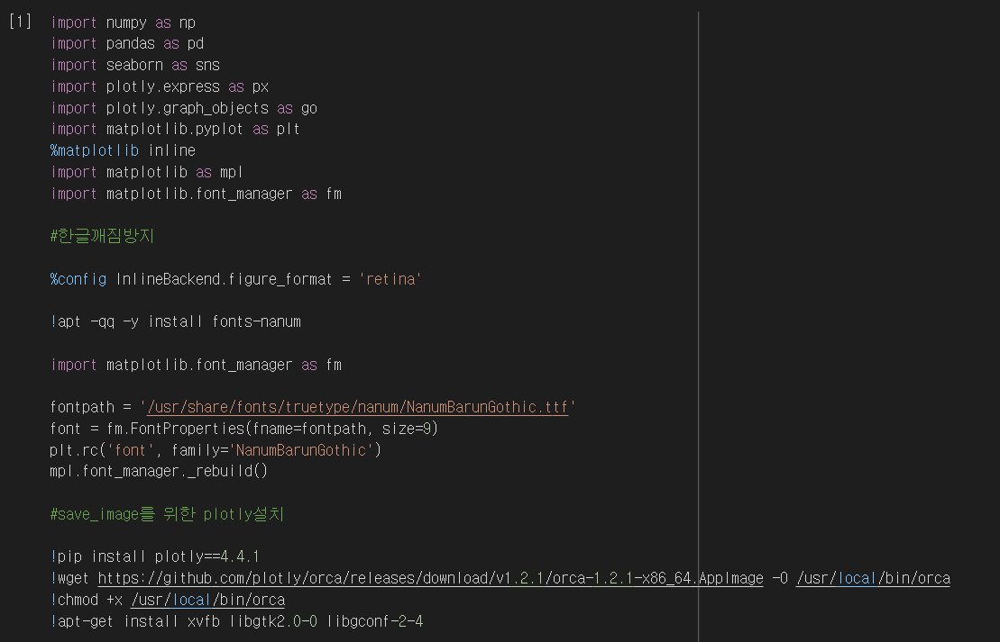 [1] import numpy as np
import pandas as pd
import seaborn as sns
import plotly.express as px
import plotly.graph_objects as go
import matplotlib.pyplot as plt
%matplotlib inline
import matplotlib as mpl
import matplotlib.font_manager as fm
#한글깨짐방지
%config InlineBackend.figure_format = 'retina'
!apt -qq -y install fonts-nanum
import matplotlib.font_manager as fm
fontpath = '/usr/share/fonts/truetype/nanum/NanumBarunGothic.ttf'
font = fm.FontProperties(fname=fontpath, size=9)
plt.rc('font', family='NanumBarunGothic')
mpl.font_manager._rebuild()
#save_image를 위한 plotly설치
!pip install plotly==4.4.1
!wget https://github.com/plotly/orca/releases/download/v1.2.1/orca-1.2.1-x86_64.AppImage -O /usr/local/bin/orca
!chmod +x /usr/local/bin/orca
!apt-get install xvfb libgtk2.0-0 libgconf-2-4